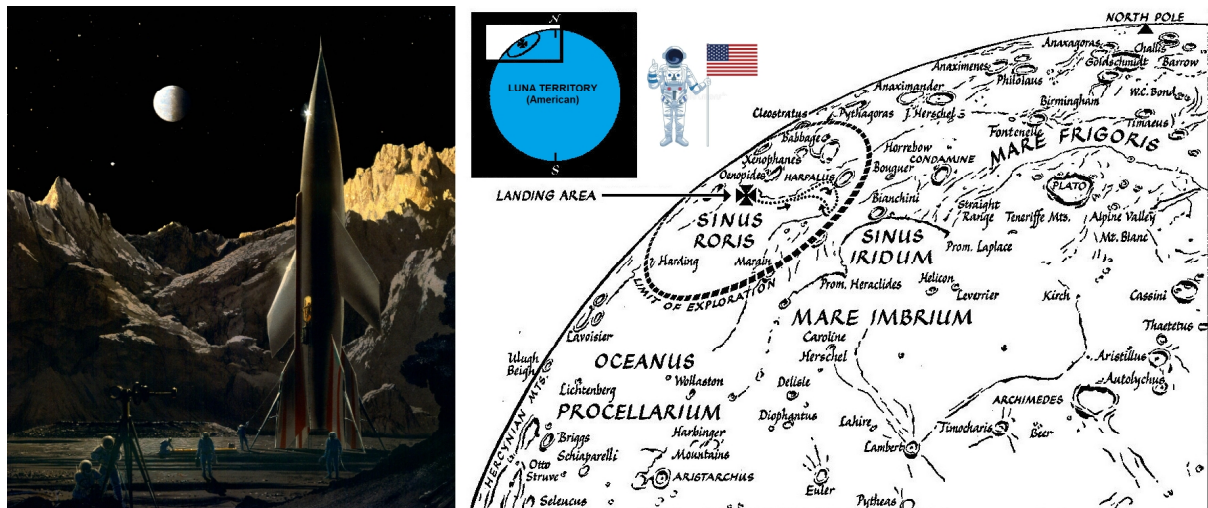 N
LUNA TERRITORY
(American)
S
NORTH POLE
Anaxagoras
Challis
Goldschmidt
Barrow
Anaximenes
Philolaus
W.C. Bond
Anaximander
Birmingham
Cleostratus
Pythagoras
J. Herschel
Timaeus
Fontenelle
Babbage
MARE FRIGORIS
Horrebow
Xenophanes
CONDAMINE
Oenopides
HARPALUS
Bouguer
PLATO
LANDING AREA
Bianchini
Straight
Range
Teneriffe Mts.
Alpine Valley
SINUS
RORIS
SINUS
IRIDUM
Prom. Laplace
Mt. Blanc
Harding
Marain
LIMIT OF EXPLORATION
Prom. Heraclides
Helicon
Leverrier
Kirch
Cassini
MARE IMBRIUM
Lavoisier
Caroline
Herschel
Thaetetus
Ulugh
Beigh
OCEANUS
Aristillus
Lichtenberg
Wollaston
Delisle
Autolychus
HERCYNIAN MTS.
PROCELLARIUM
Diophantus
ARCHIMEDES
Lahire
Timocharis
Beer
Briggs
Harbinger
Mountains
Lambert
Schiaparelli
Otto
Struve
ARISTARCHUS
Euler
Seleucus
Pytheas